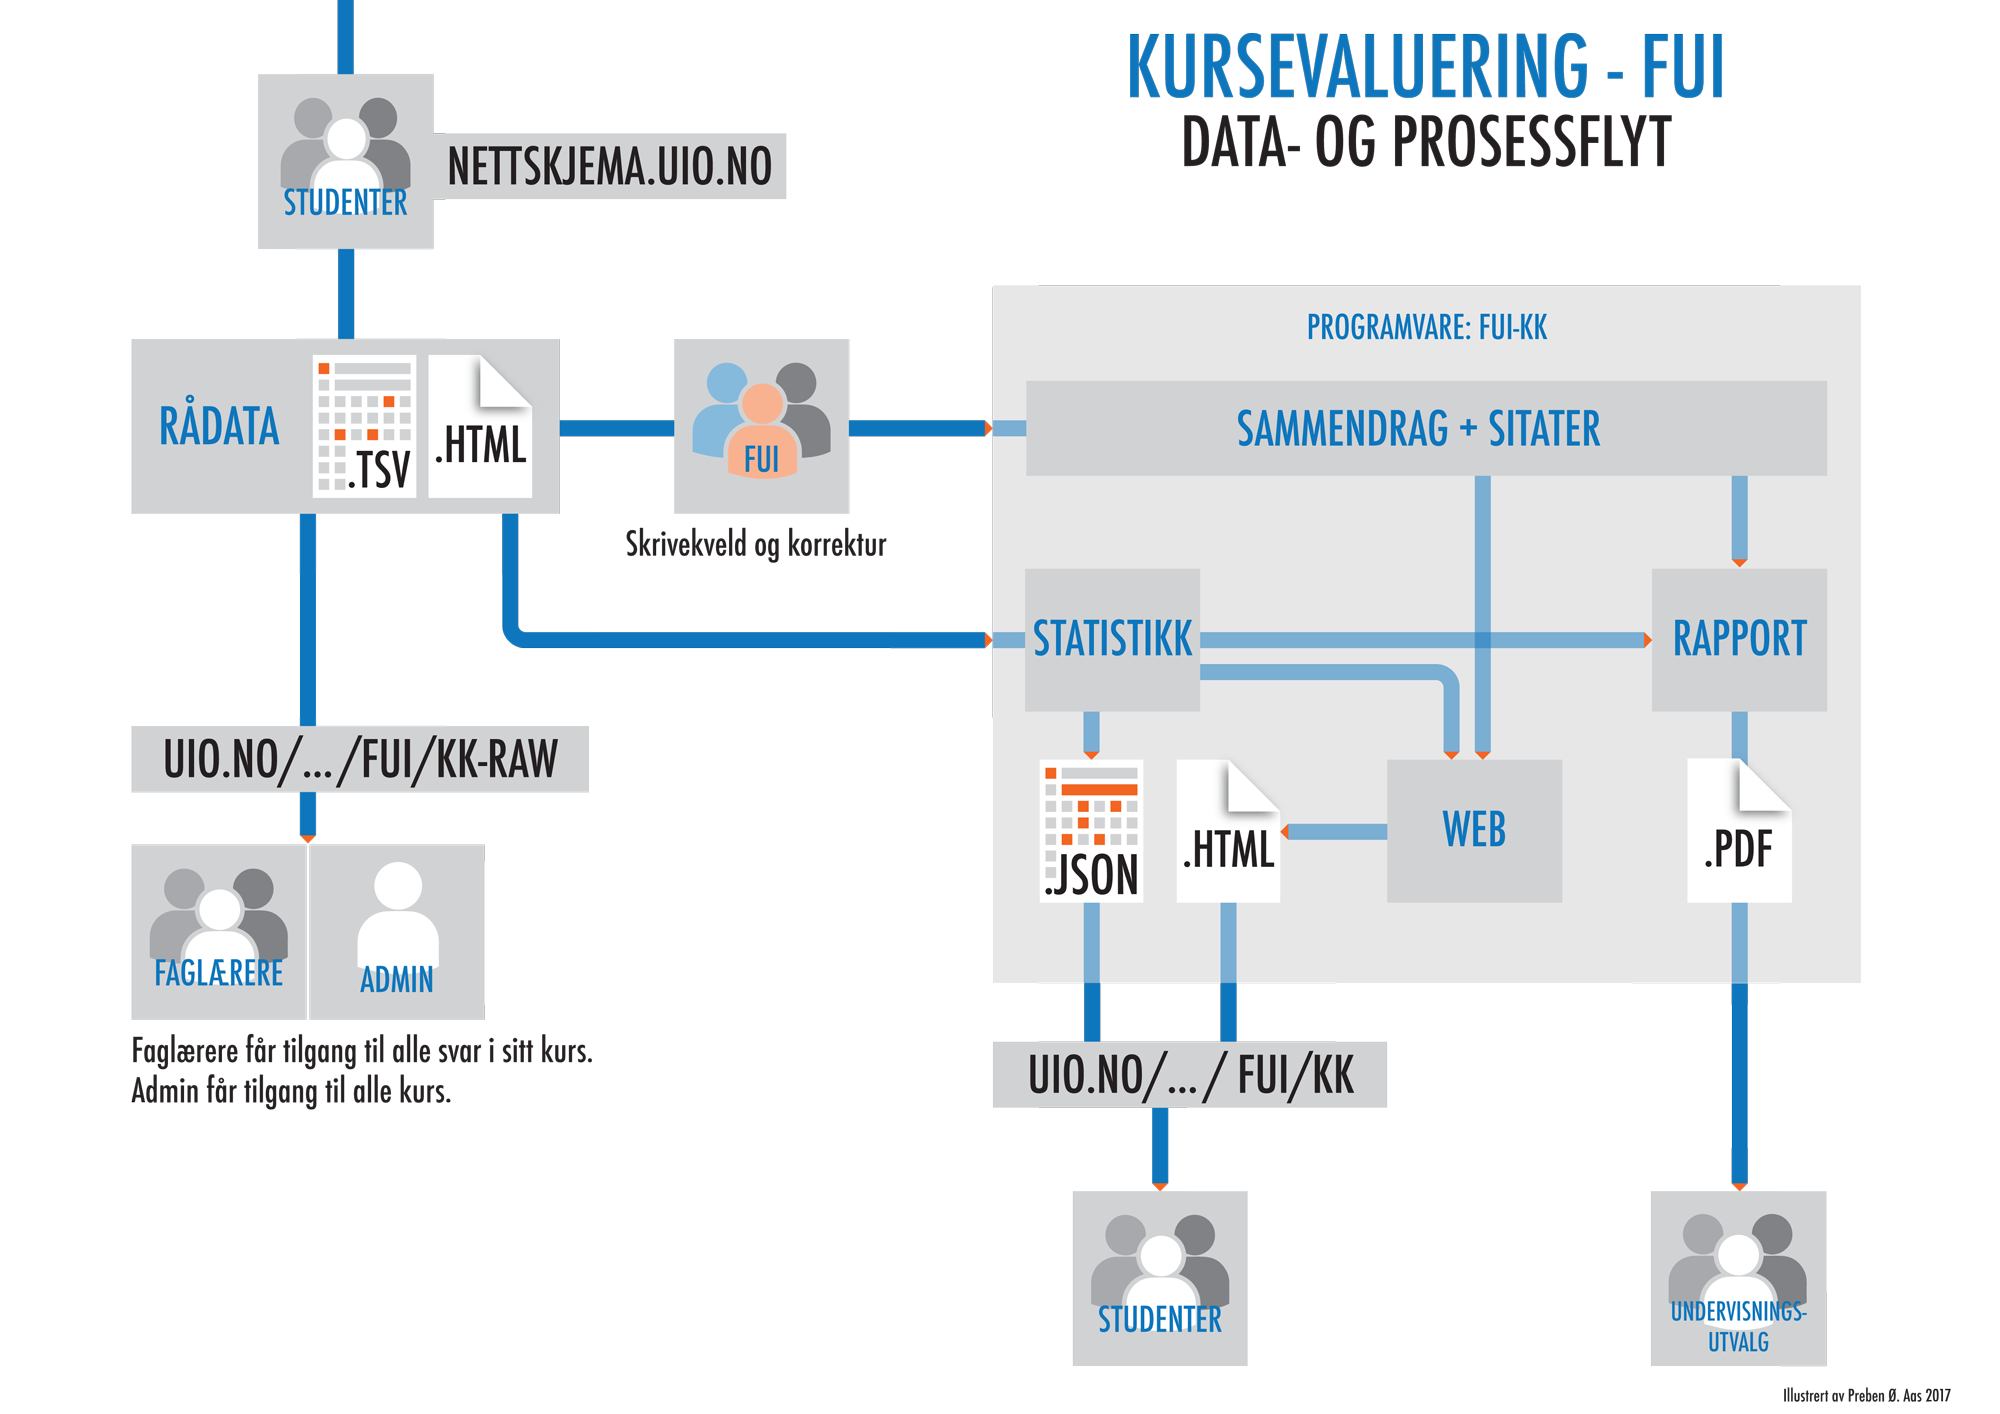 KURSEVALUERING - FUI
DATA- OG PROSESSFLYT
STUDENTER
NETTSKJEMA.UIO.NO
RÅDATA
.TSV
.HTML
FUI
Skrivekveld og korrektur
PROGRAMVARE: FUI-KK
SAMMENDRAG + SITATER
STATISTIKK
RAPPORT
UIO.NO/... /FUI/KK-RAW
.JSON
.HTML
WEB
.PDF
FAGLÆRERE
ADMIN
Faglærere får tilgang til alle svar i sitt kurs.
Admin får tilgang til alle kurs.
UIO.NO/... / FUI/KK
STUDENTER
UNDERVISNINGS-
UTVALG
Illustrert av Preben Ø. Aas 2017